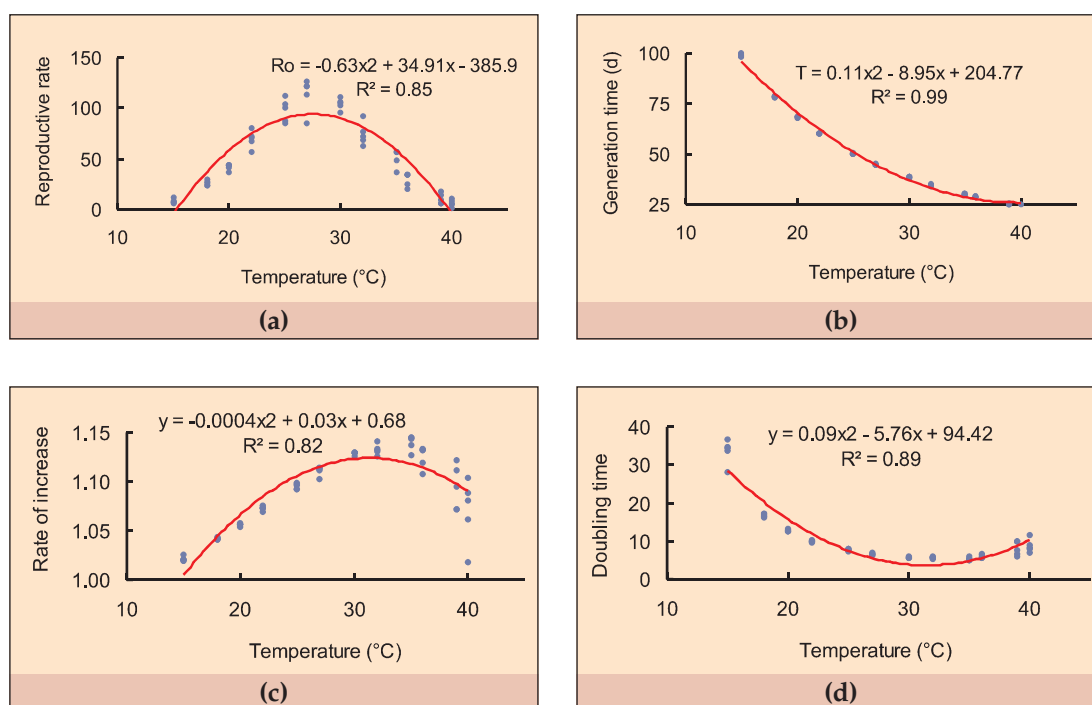 Reproductive rate
150
100
50
0
Ro = -0.63x2 + 34.91x - 385.9
R² = 0.85
10 20 30 40
Temperature (°C)
(a)
Generation time (d)
100
75
50
25
T = 0.11x2 - 8.95x + 204.77
R² = 0.99
10 20 30 40
Temperature (°C)
(b)
Rate of increase
1.15
1.10
1.05
1.00
y = -0.0004x2 + 0.03x + 0.68
R² = 0.82
10 20 30 40
Temperature (°C)
(c)
Doubling time
40
30
20
10
0
y = 0.09x2 - 5.76x + 94.42
R² = 0.89
10 20 30 40
Temperature (°C)
(d)